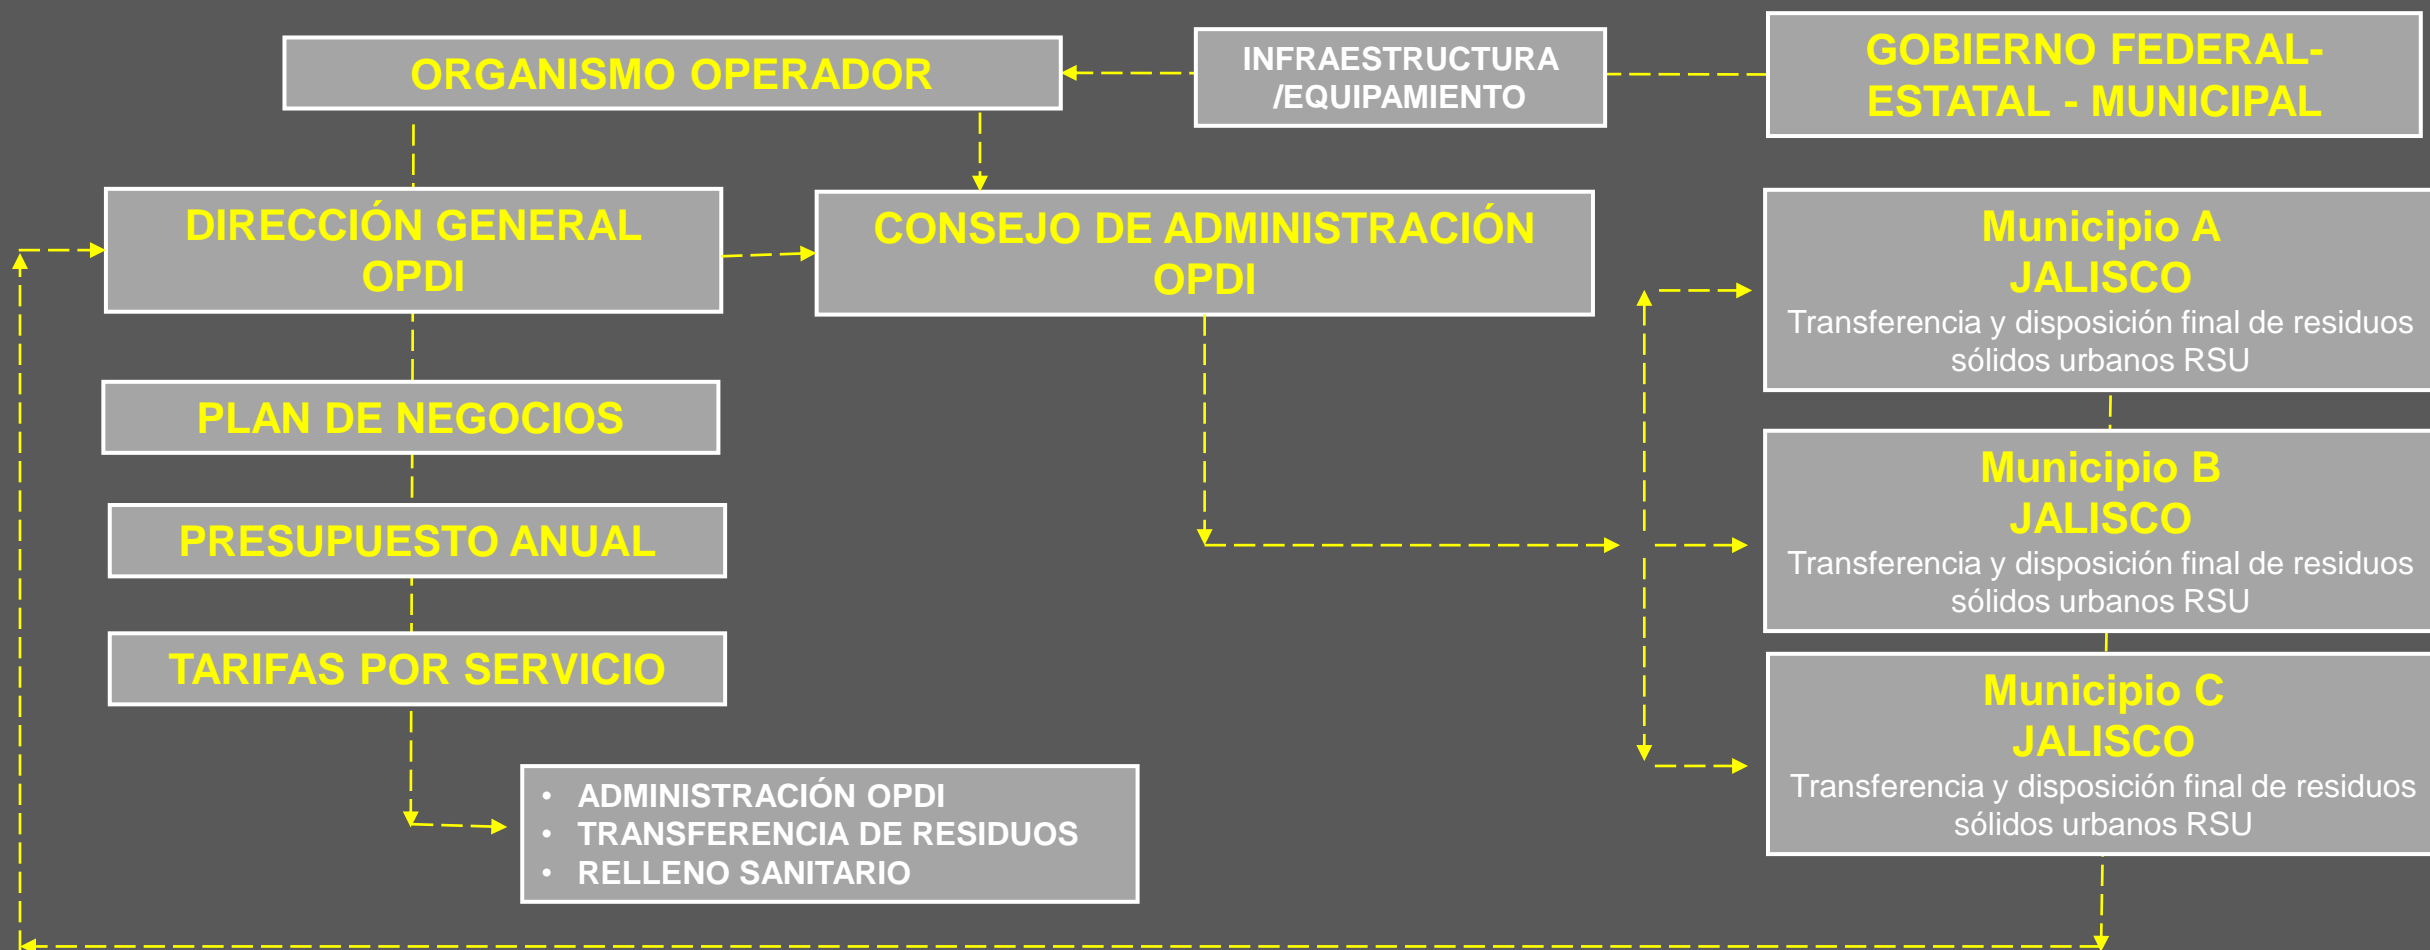 ORGANISMO OPERADOR
INFRAESTRUCTURA
/EQUIPAMIENTO
GOBIERNO FEDERAL-
ESTATAL - MUNICIPAL
DIRECCIÓN GENERAL
OPDI
CONSEJO DE ADMINISTRACIÓN
OPDI
Municipio A
JALISCO
Transferencia y disposición final de residuos
sólidos urbanos RSU
PLAN DE NEGOCIOS
Municipio B
JALISCO
Transferencia y disposición final de residuos
sólidos urbanos RSU
PRESUPUESTO ANUAL
TARIFAS POR SERVICIO
Municipio C
JALISCO
Transferencia y disposición final de residuos
sólidos urbanos RSU
• ADMINISTRACIÓN OPDI
• TRANSFERENCIA DE RESIDUOS
• RELLENO SANITARIO